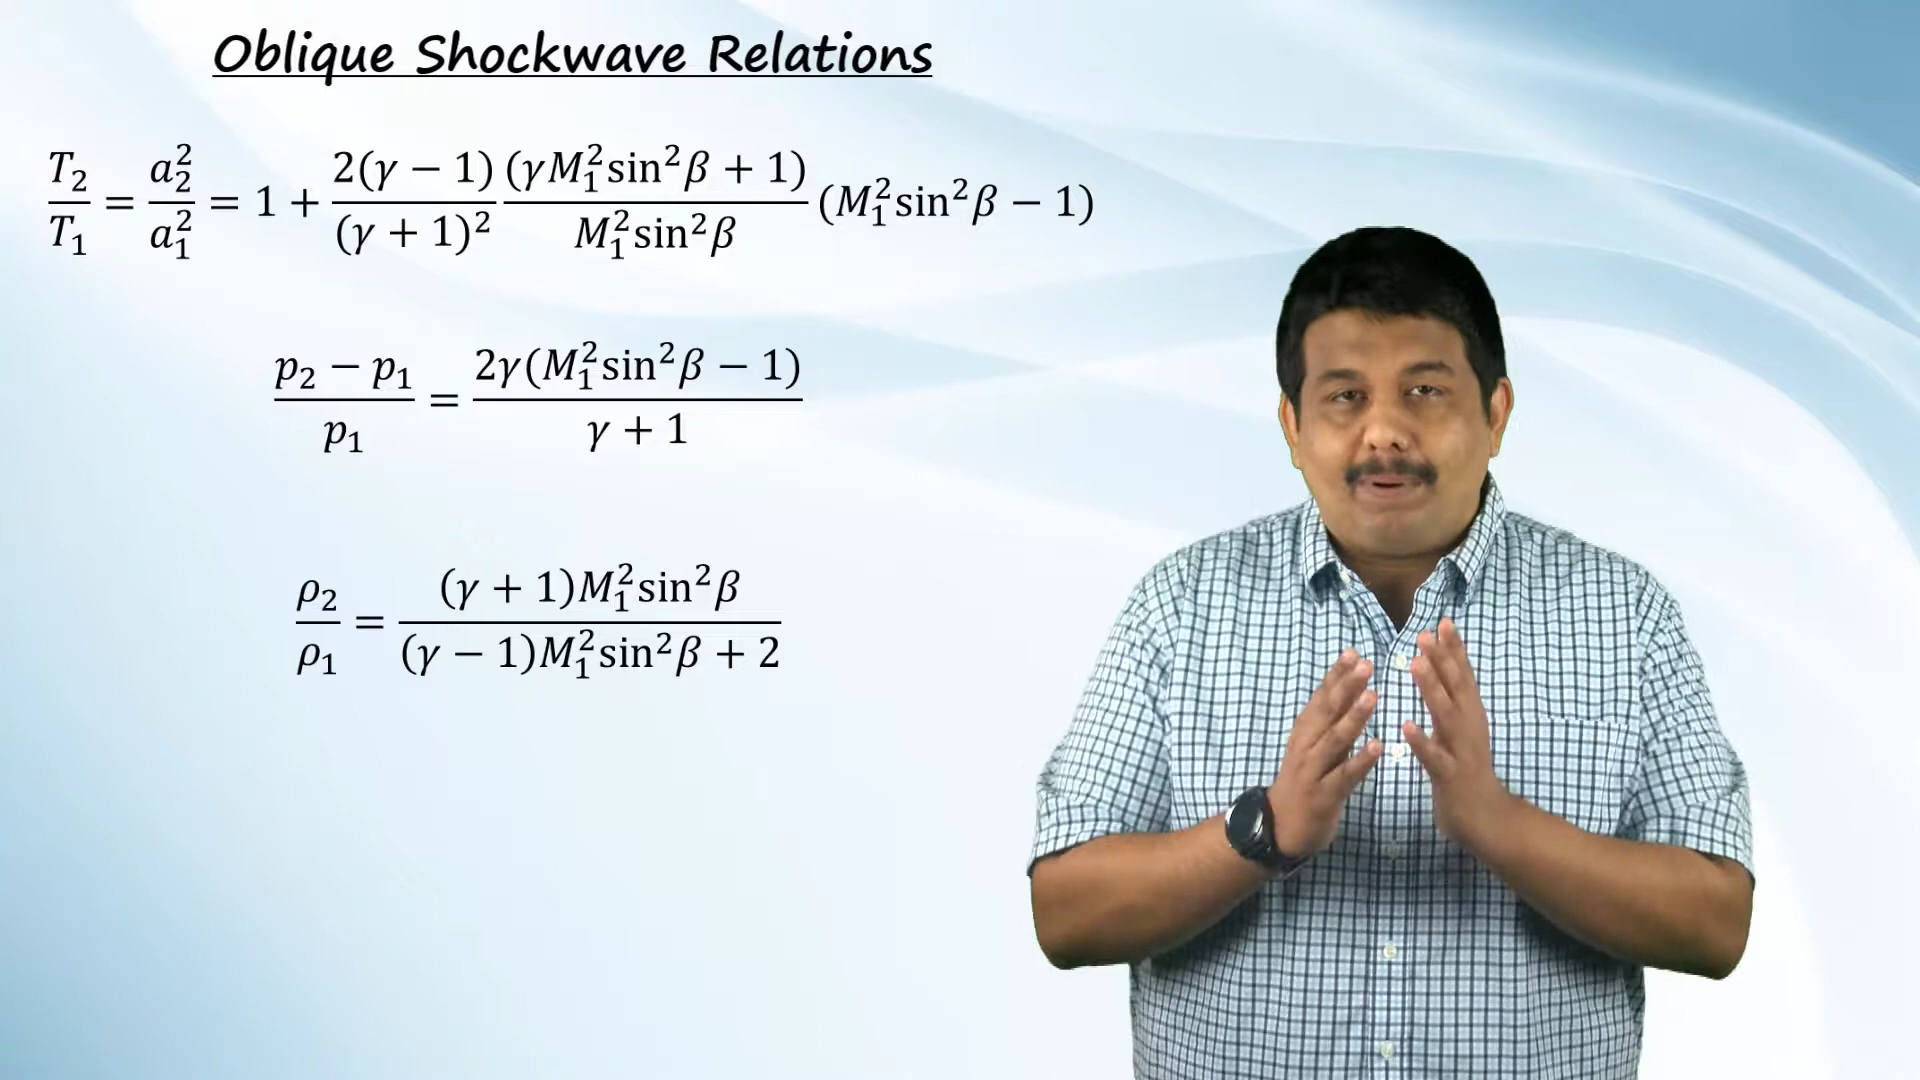 Oblique Shockwave Relations
T₂/T₁ = a₂²/a₁² = 1 + 2(γ − 1)/(γ + 1)² (γM₁²sin²β + 1)/M₁²sin²β (M₁²sin²β − 1)
p₂ − p₁/p₁ = 2γ(M₁²sin²β − 1)/γ + 1
ρ₂/ρ₁ = (γ + 1)M₁²sin²β/(γ − 1)M₁²sin²β + 2